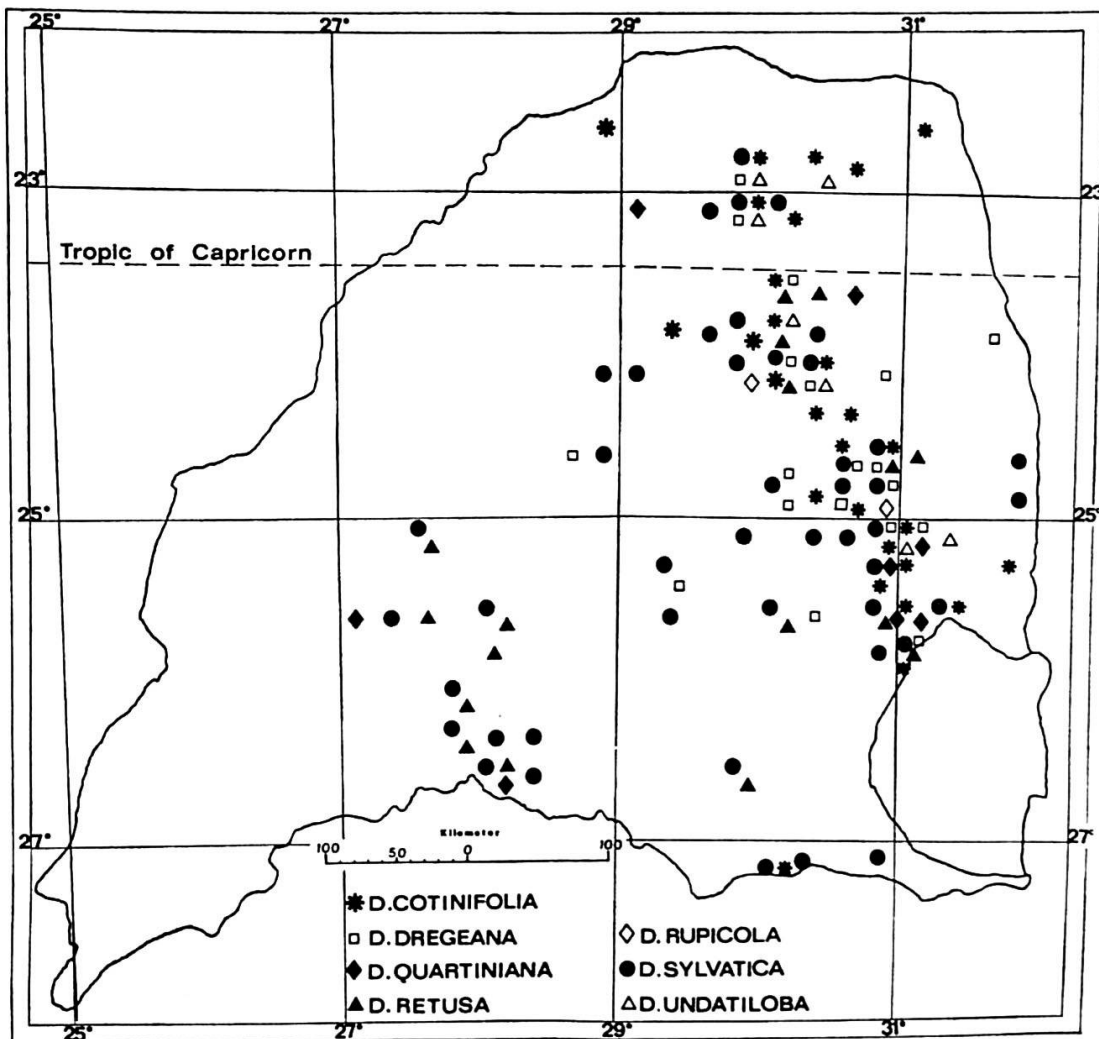 25° 27° 29° 31°
23° 23°
Tropic of Capricorn
25° 25°
27° 27°
Kilometer
100 50 0 100
D.COTINIFOLIA
D.DREGEANA
D.QUARTINIANA
D.RETUSA
D.RUPICOLA
D.SYLVATICA
D.UNDATILOBA
25° 27° 29° 31°